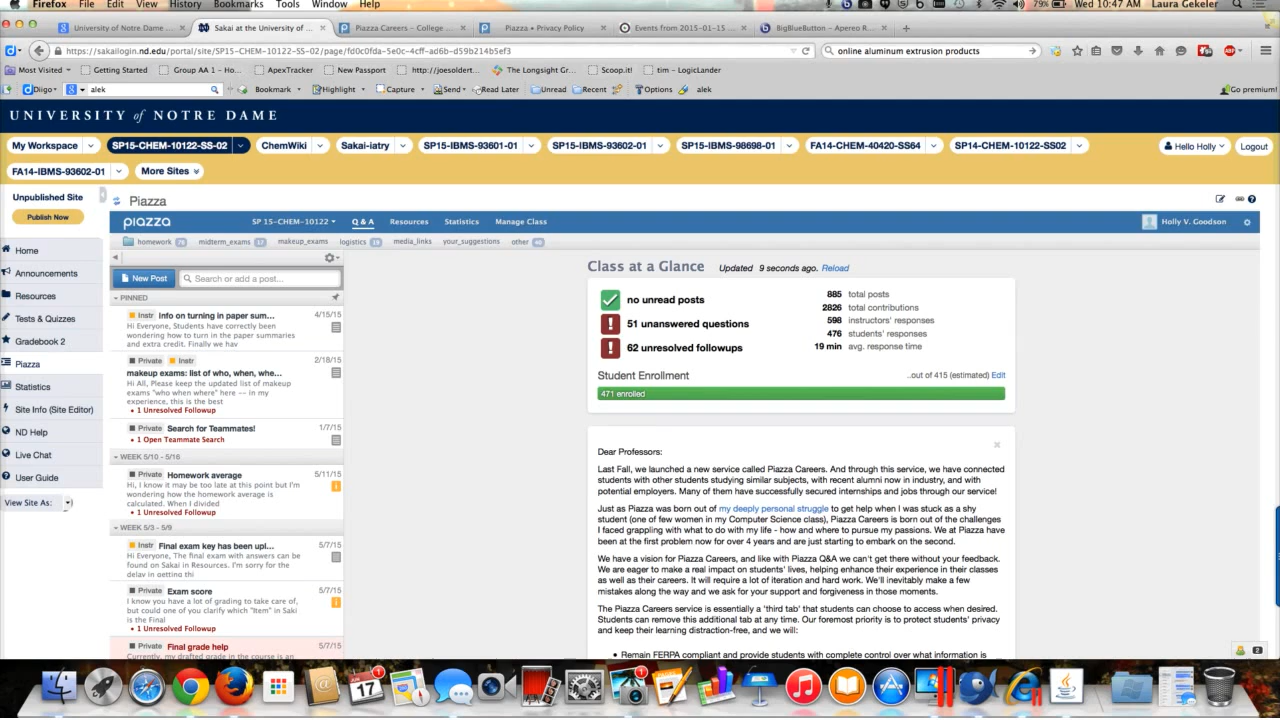 Firefox File Edit View History Bookmarks Tools Window Help 79% Wed 10:47 AM Laura Gekeler
University of Notre Dame ... × Sakai at the University of ... × Piazza Careers - College ... × Piazza • Privacy Policy × Events from 2015-01-15 ... × BigBlueButton - Apereo R... × +
https://sakailogin.nd.edu/portal/site/SP15-CHEM-10122-SS-02/page/fd0c0fda-5e0c-4cff-ad6b-d59b214b5ef3 online aluminum extrusion products
Most Visited Getting Started Group AA 1 - Ho... ApexTracker New Passport http://joesoldert... The Longsight Gr... Scoop.it! tim - LogicLander
Diigo alek Bookmark Highlight Capture Send Read Later Unread Recent Options alek Go premium!
UNIVERSITY of NOTRE DAME
My Workspace SP15-CHEM-10122-SS-02 ChemWiki Sakai-iatry SP15-IBMS-93601-01 SP15-IBMS-93602-01 SP15-IBMS-98698-01 FA14-CHEM-40420-SS64 SP14-CHEM-10122-SS02 Hello Holly Logout
FA14-IBMS-93602-01 More Sites
Unpublished Site
Publish Now
Home
Announcements
Resources
Tests & Quizzes
Gradebook 2
Piazza
Statistics
Site Info (Site Editor)
ND Help
Live Chat
User Guide
View Site As:
Piazza
piazza SP 15-CHEM-10122 Q & A Resources Statistics Manage Class Holly V. Goodson
homework 76 midterm_exams 17 makeup_exams logistics 19 media_links your_suggestions other 40
New Post Search or add a post...
PINNED
Instr Info on turning in paper sum... 4/15/15
Hi Everyone, Students have correctly been
wondering how to turn in the paper summaries
and extra credit. Finally we hav
Private Instr 2/18/15
makeup exams: list of who, when, whe...
Hi All, Please keep the updated list of makeup
exams "who when where" here -- in my
experience, this is the best
• 1 Unresolved Followup
Private Search for Teammates! 1/7/15
• 1 Open Teammate Search
WEEK 5/10 - 5/16
Private Homework average 5/11/15
Hi, I know it may be too late at this point but I'm
wondering how the homework average is
calculated. When I divided
• 1 Unresolved Followup
WEEK 5/3 - 5/9
Instr Final exam key has been upl... 5/7/15
Hi Everyone, The final exam with answers can be
found on Sakai in Resources. I'm sorry for the
delay in getting thi
Private Exam score 5/7/15
I know you have a lot of grading to take care of,
but could one of you clarify which "Item" in Saki
is the Final
• 1 Unresolved Followup
Private Final grade help 5/7/15
Currently, my drafted grade in the course is an
Class at a Glance Updated 9 seconds ago. Reload
no unread posts
51 unanswered questions
62 unresolved followups
885 total posts
2826 total contributions
598 instructors' responses
476 students' responses
19 min avg. response time
Student Enrollment ..out of 415 (estimated) Edit
471 enrolled
Dear Professors:
Last Fall, we launched a new service called Piazza Careers. And through this service, we have connected
students with other students studying similar subjects, with recent alumni now in industry, and with
potential employers. Many of them have successfully secured internships and jobs through our service!
Just as Piazza was born out of my deeply personal struggle to get help when I was stuck as a shy
student (one of few women in my Computer Science class), Piazza Careers is born out of the challenges
I faced grappling with what to do with my life - how and where to pursue my passions. We at Piazza have
been at the first problem now for over 4 years and are just starting to embark on the second.
We have a vision for Piazza Careers, and like with Piazza Q&A we can't get there without your feedback.
We are eager to make a real impact on students' lives, helping enhance their experience in their classes
as well as their careers. It will require a lot of iteration and hard work. We'll inevitably make a few
mistakes along the way and we ask for your support and forgiveness in those moments.
The Piazza Careers service is essentially a 'third tab' that students can choose to access when desired.
Students can remove this additional tab at any time. Our foremost priority is to protect students' privacy
and keep their learning distraction-free, and we will:
• Remain FERPA compliant and provide students with complete control over what information is
2
JUL
17